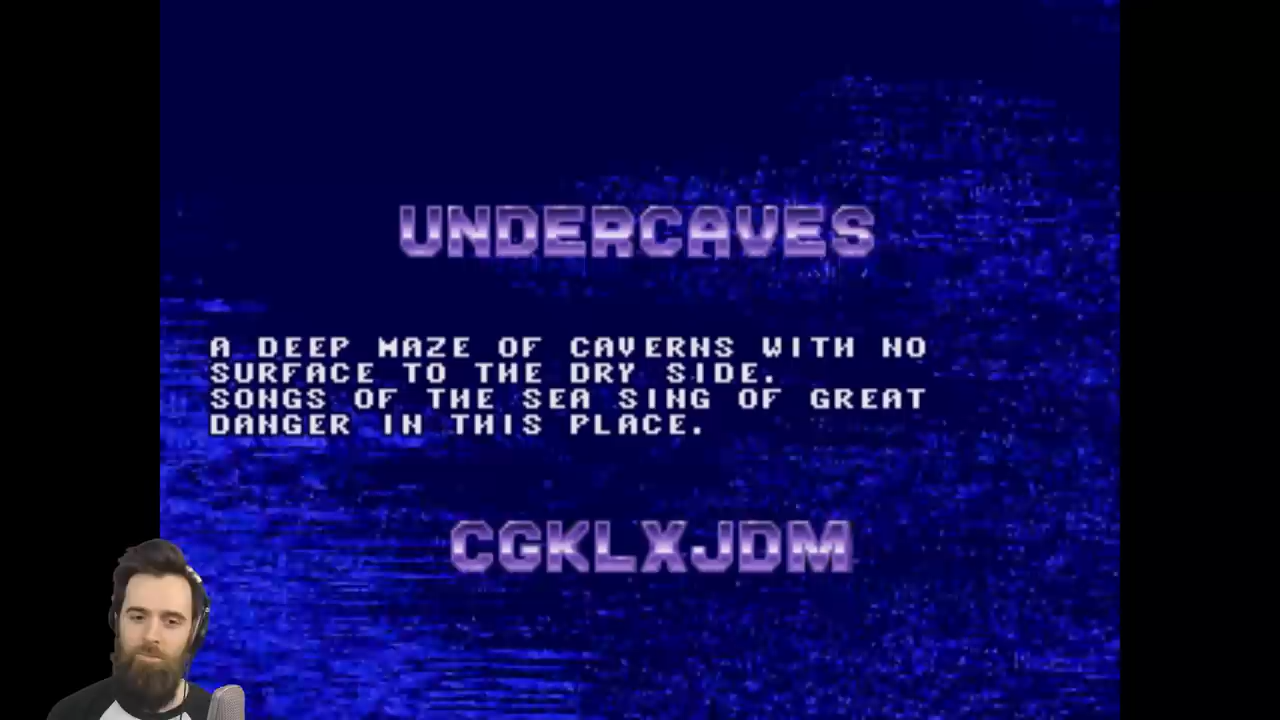 UNDERCAVES
A DEEP MAZE OF CAVERNS WITH NO
SURFACE TO THE DRY SIDE.
SONGS OF THE SEA SING OF GREAT
DANGER IN THIS PLACE.
CGKLXJDM